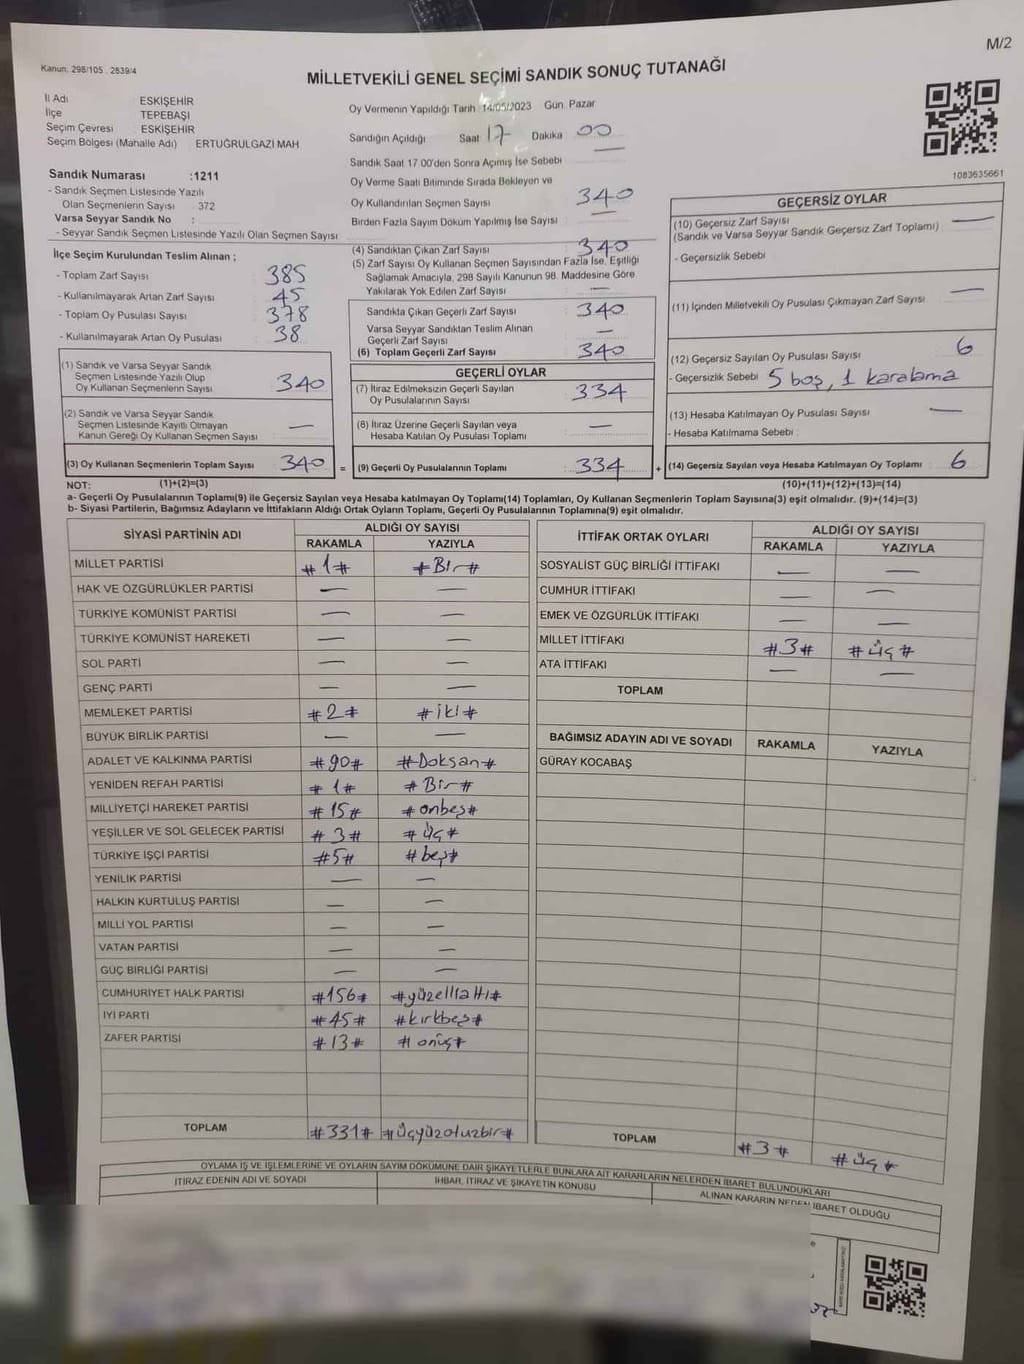 M/2
Kanun: 298/105 . 2839/4
MİLLETVEKİLİ GENEL SEÇİMİ SANDIK SONUÇ TUTANAĞI
İl Adı ESKİŞEHİR
İlçe TEPEBAŞI
Seçim Çevresi ESKİŞEHİR
Seçim Bölgesi (Mahalle Adı) ERTUĞRULGAZİ MAH
Sandık Numarası :1211
- Sandık Seçmen Listesinde Yazılı
Olan Seçmenlerin Sayısı 372
Varsa Seyyar Sandık No :
- Seyyar Sandık Seçmen Listesinde Yazılı Olan Seçmen Sayısı
İlçe Seçim Kurulundan Teslim Alınan ;
- Toplam Zarf Sayısı 385
- Kullanılmayarak Artan Zarf Sayısı 45
- Toplam Oy Pusulası Sayısı 378
- Kullanılmayarak Artan Oy Pusulası 38
(1) Sandık ve Varsa Seyyar Sandık
Seçmen Listesinde Yazılı Olup
Oy Kullanan Seçmenlerin Sayısı 340
(2) Sandık ve Varsa Seyyar Sandık
Seçmen Listesinde Kayıtlı Olmayan
Kanun Gereği Oy Kullanan Seçmen Sayısı —
(3) Oy Kullanan Seçmenlerin Toplam Sayısı 340 =
(1)+(2)=(3)
Oy Vermenin Yapıldığı Tarih 14/05/2023 Gün Pazar
Sandığın Açıldığı Saat 17 Dakika 00
Sandık Saat 17 00'den Sonra Açımış İse Sebebi
Oy Verme Saati Bitiminde Sırada Bekleyen ve
Oy Kullandırılan Seçmen Sayısı 340
Birden Fazla Sayım Döküm Yapılmış İse Sayısı —
(4) Sandıktan Çıkan Zarf Sayısı 340
(5) Zarf Sayısı Oy Kullanan Seçmen Sayısından Fazla İse, Eşitliği
Sağlamak Amacıyla, 298 Sayılı Kanunun 98. Maddesine Göre
Yakılarak Yok Edilen Zarf Sayısı —
Sandıkta Çıkan Geçerli Zarf Sayısı 340
Varsa Seyyar Sandıktan Teslim Alınan
Geçerli Zarf Sayısı —
(6) Toplam Geçerli Zarf Sayısı 340
GEÇERLİ OYLAR
(7) İtiraz Edilmeksizin Geçerli Sayılan
Oy Pusulalarının Sayısı 334
(8) İtiraz Üzerine Geçerli Sayılan veya
Hesaba Katılan Oy Pusulası Toplamı —
(9) Geçerli Oy Pusulalarının Toplamı 334 +
1083635661
GEÇERSİZ OYLAR
(10) Geçersiz Zarf Sayısı —
(Sandık ve Varsa Seyyar Sandık Geçersiz Zarf Toplamı)
- Geçersizlik Sebebi
(11) İçinden Milletvekili Oy Pusulası Çıkmayan Zarf Sayısı —
(12) Geçersiz Sayılan Oy Pusulası Sayısı 6
- Geçersizlik Sebebi 5 boş, 1 karalama
(13) Hesaba Katılmayan Oy Pusulası Sayısı —
- Hesaba Katılmama Sebebi :
(14) Geçersiz Sayılan veya Hesaba Katılmayan Oy Toplamı 6
(10)+(11)+(12)+(13)=(14)
NOT:
a- Geçerli Oy Pusulalarının Toplamı(9) ile Geçersiz Sayılan veya Hesaba katılmayan Oy Toplamı(14) Toplamları, Oy Kullanan Seçmenlerin Toplam Sayısına(3) eşit olmalıdır. (9)+(14)=(3)
b- Siyasi Partilerin, Bağımsız Adayların ve İttifakların Aldığı Ortak Oyların Toplamı, Geçerli Oy Pusulalarının Toplamına(9) eşit olmalıdır.
SİYASİ PARTİNİN ADI ALDIĞI OY SAYISI
RAKAMLA YAZIYLA
MİLLET PARTİSİ #1# #Bir#
HAK VE ÖZGÜRLÜKLER PARTİSİ — —
TÜRKİYE KOMÜNİST PARTİSİ — —
TÜRKİYE KOMÜNİST HAREKETİ — —
SOL PARTİ — —
GENÇ PARTİ — —
MEMLEKET PARTİSİ #2# #iki#
BÜYÜK BİRLİK PARTİSİ — —
ADALET VE KALKINMA PARTİSİ #90# #Doksan#
YENİDEN REFAH PARTİSİ #1# #Bir#
MİLLİYETÇİ HAREKET PARTİSİ #15# #onbeş#
YEŞİLLER VE SOL GELECEK PARTİSİ #3# #üç#
TÜRKİYE İŞÇİ PARTİSİ #5# #beş#
YENİLİK PARTİSİ — —
HALKIN KURTULUŞ PARTİSİ — —
MİLLİ YOL PARTİSİ — —
VATAN PARTİSİ — —
GÜÇ BİRLİĞİ PARTİSİ — —
CUMHURİYET HALK PARTİSİ #156# #yüzellialtı#
İYİ PARTİ #45# #kırkbeş#
ZAFER PARTİSİ #13# #onüç#
TOPLAM #331# #üçyüzotuzbir#
İTTİFAK ORTAK OYLARI ALDIĞI OY SAYISI
RAKAMLA YAZIYLA
SOSYALİST GÜÇ BİRLİĞİ İTTİFAKI — —
CUMHUR İTTİFAKI — —
EMEK VE ÖZGÜRLÜK İTTİFAKI — —
MİLLET İTTİFAKI #3# #üç#
ATA İTTİFAKI — —
TOPLAM
BAĞIMSIZ ADAYIN ADI VE SOYADI RAKAMLA YAZIYLA
GÜRAY KOCABAŞ
TOPLAM #3# #üç#
OYLAMA İŞ VE İŞLEMLERİNE VE OYLARIN SAYIM DÖKÜMÜNE DAİR ŞİKAYETLERLE BUNLARA AİT KARARLARIN NELERDEN İBARET BULUNDUKLARI
İTİRAZ EDENİN ADI VE SOYADI İHBAR, İTİRAZ VE ŞİKAYETİN KONUSU ALINAN KARARIN NEDEN İBARET OLDUĞU